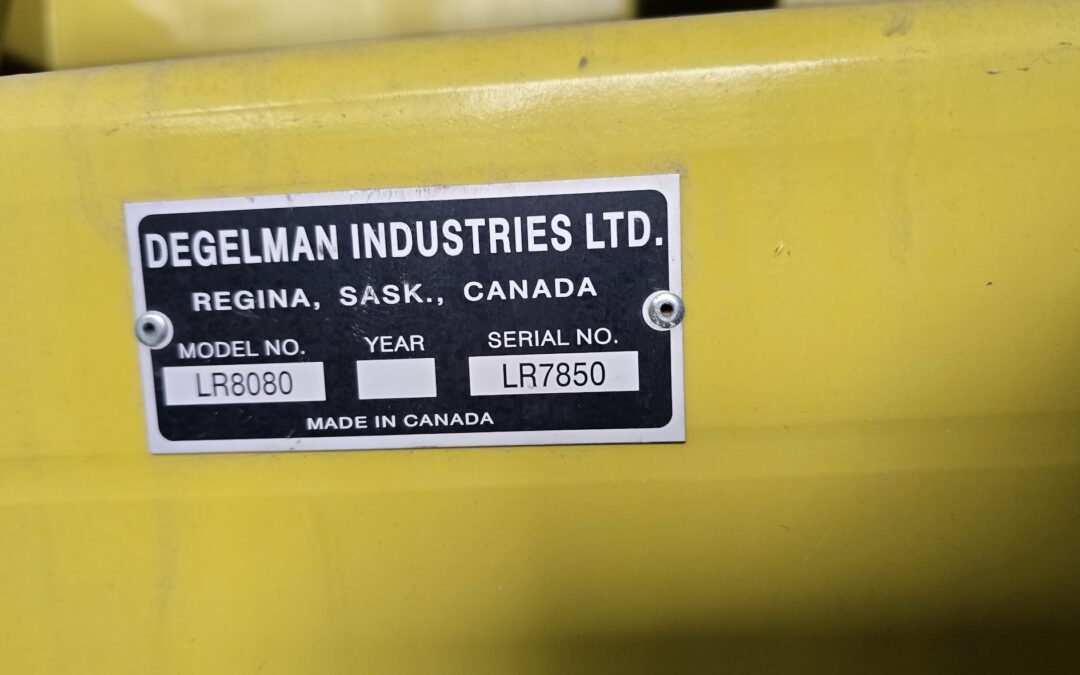 DEGELMAN INDUSTRIES LTD.
REGINA, SASK., CANADA
MODEL NO. YEAR SERIAL NO.
LR8080 LR7850
MADE IN CANADA